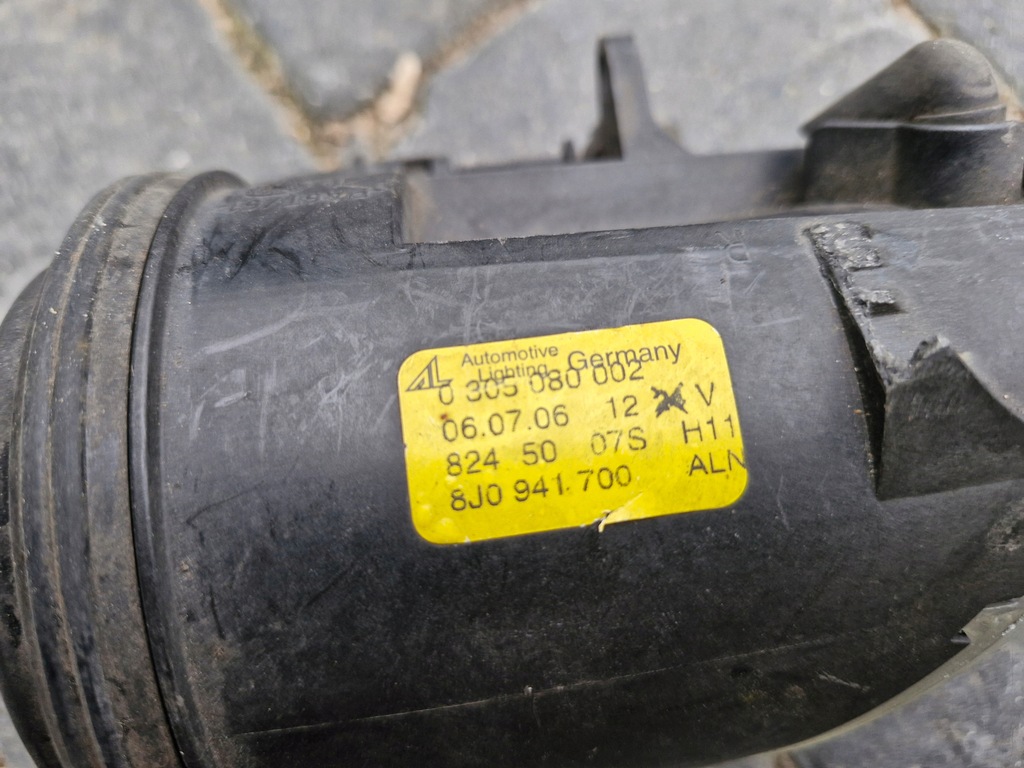 AL Automotive Lighting Germany
0 305 080 002
06.07.06 12 V
824 50 07S H11
8J0 941 700 ALN